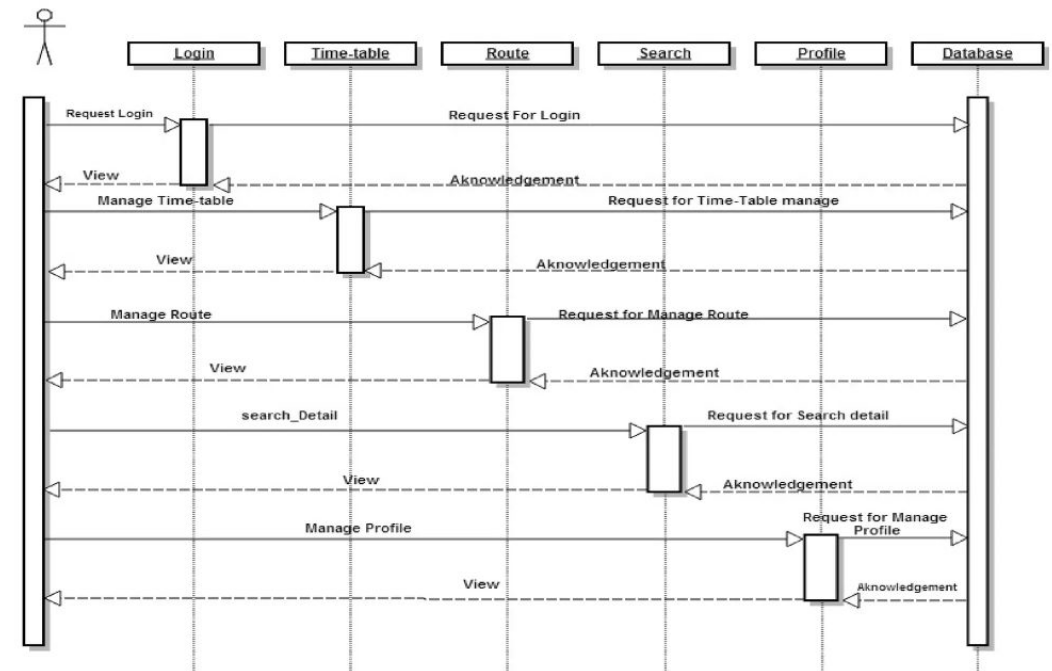 Login
Time-table
Route
Search
Profile
Database
Request Login
Request For Login
View
Aknowledgement
Manage Time-table
Request for Time-Table manage
View
Aknowledgement
Manage Route
Request for Manage Route
View
Aknowledgement
search_Detail
Request for Search detail
View
Aknowledgement
Manage Profile
Request for Manage
Profile
View
Aknowledgement